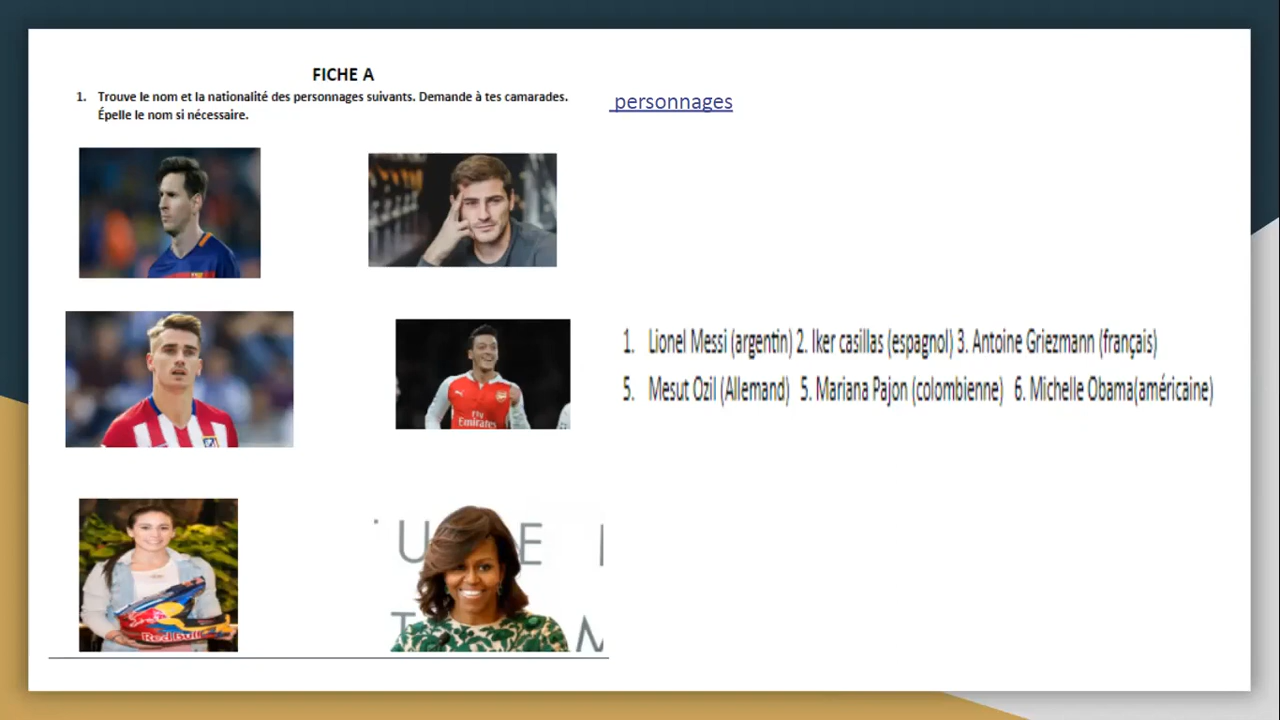 FICHE A
1. Trouve le nom et la nationalité des personnages suivants. Demande à tes camarades.
Épelle le nom si nécessaire.
personnages
1. Lionel Messi (argentin) 2. Iker casillas (espagnol) 3. Antoine Griezmann (français)
5. Mesut Ozil (Allemand) 5. Mariana Pajon (colombienne) 6. Michelle Obama(américaine)
Fly
Emirates
Red Bull
U E
T M